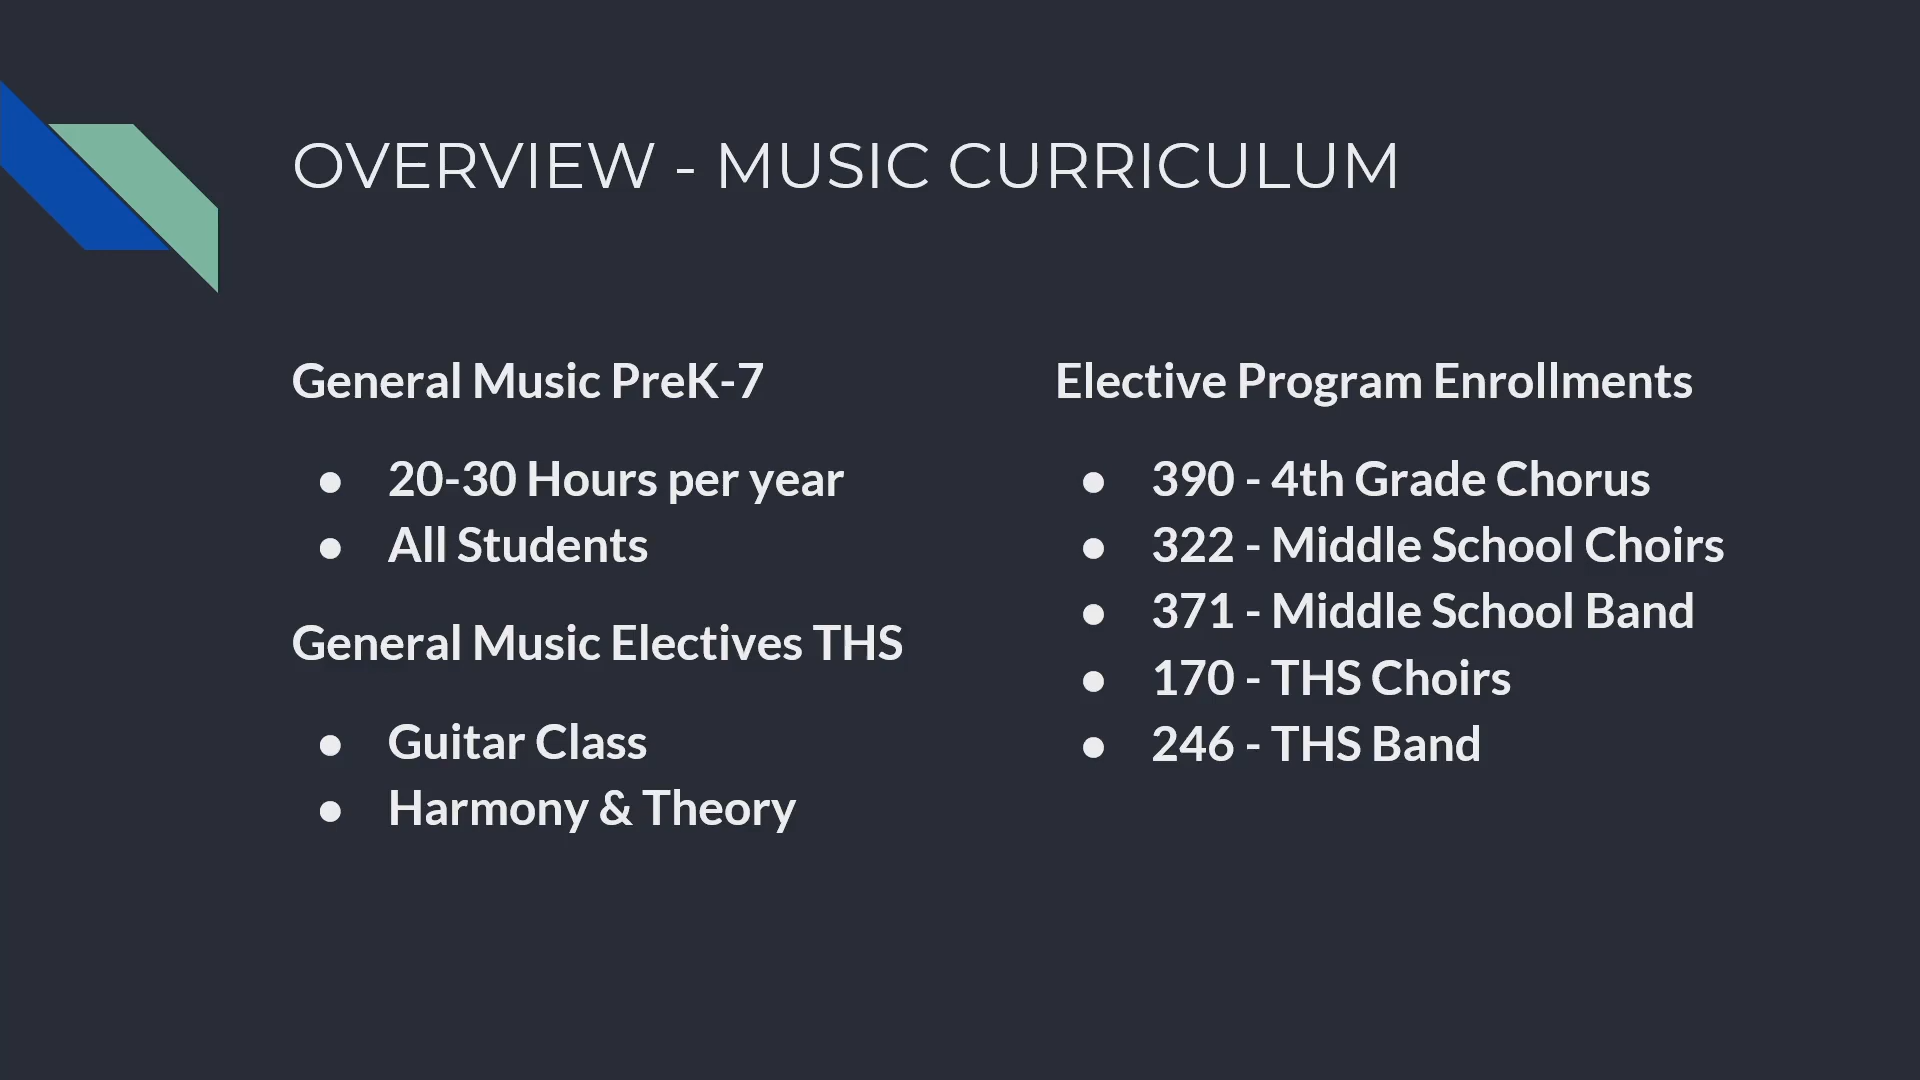 OVERVIEW - MUSIC CURRICULUM
General Music PreK-7
● 20-30 Hours per year
● All Students
General Music Electives THS
● Guitar Class
● Harmony & Theory
Elective Program Enrollments
● 390 - 4th Grade Chorus
● 322 - Middle School Choirs
● 371 - Middle School Band
● 170 - THS Choirs
● 246 - THS Band